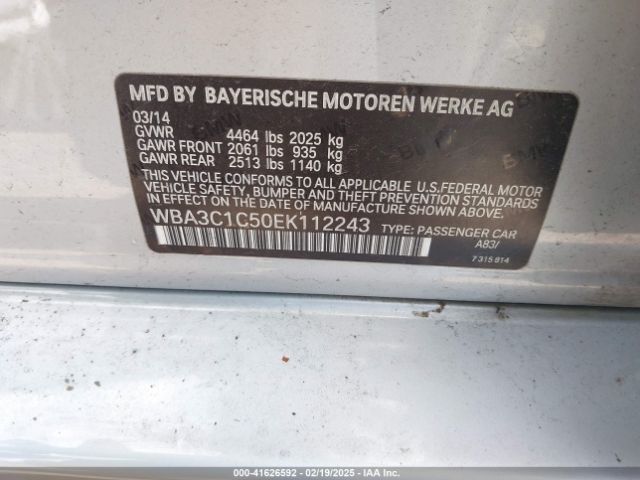 MFD BY BAYERISCHE MOTOREN WERKE AG
03/14
GVWR 4464 lbs 2025 kg
GAWR FRONT 2061 lbs 935 kg
GAWR REAR 2513 lbs 1140 kg
THIS VEHICLE CONFORMS TO ALL APPLICABLE U.S.FEDERAL MOTOR
VEHICLE SAFETY, BUMPER AND THEFT PREVENTION STANDARDS
IN EFFECT ON THE DATE OF MANUFACTURE SHOWN ABOVE.
WBA3C1C50EK112243 TYPE: PASSENGER CAR
A83/
7315914
000-41626592 - 02/19/2025 - IAA Inc.